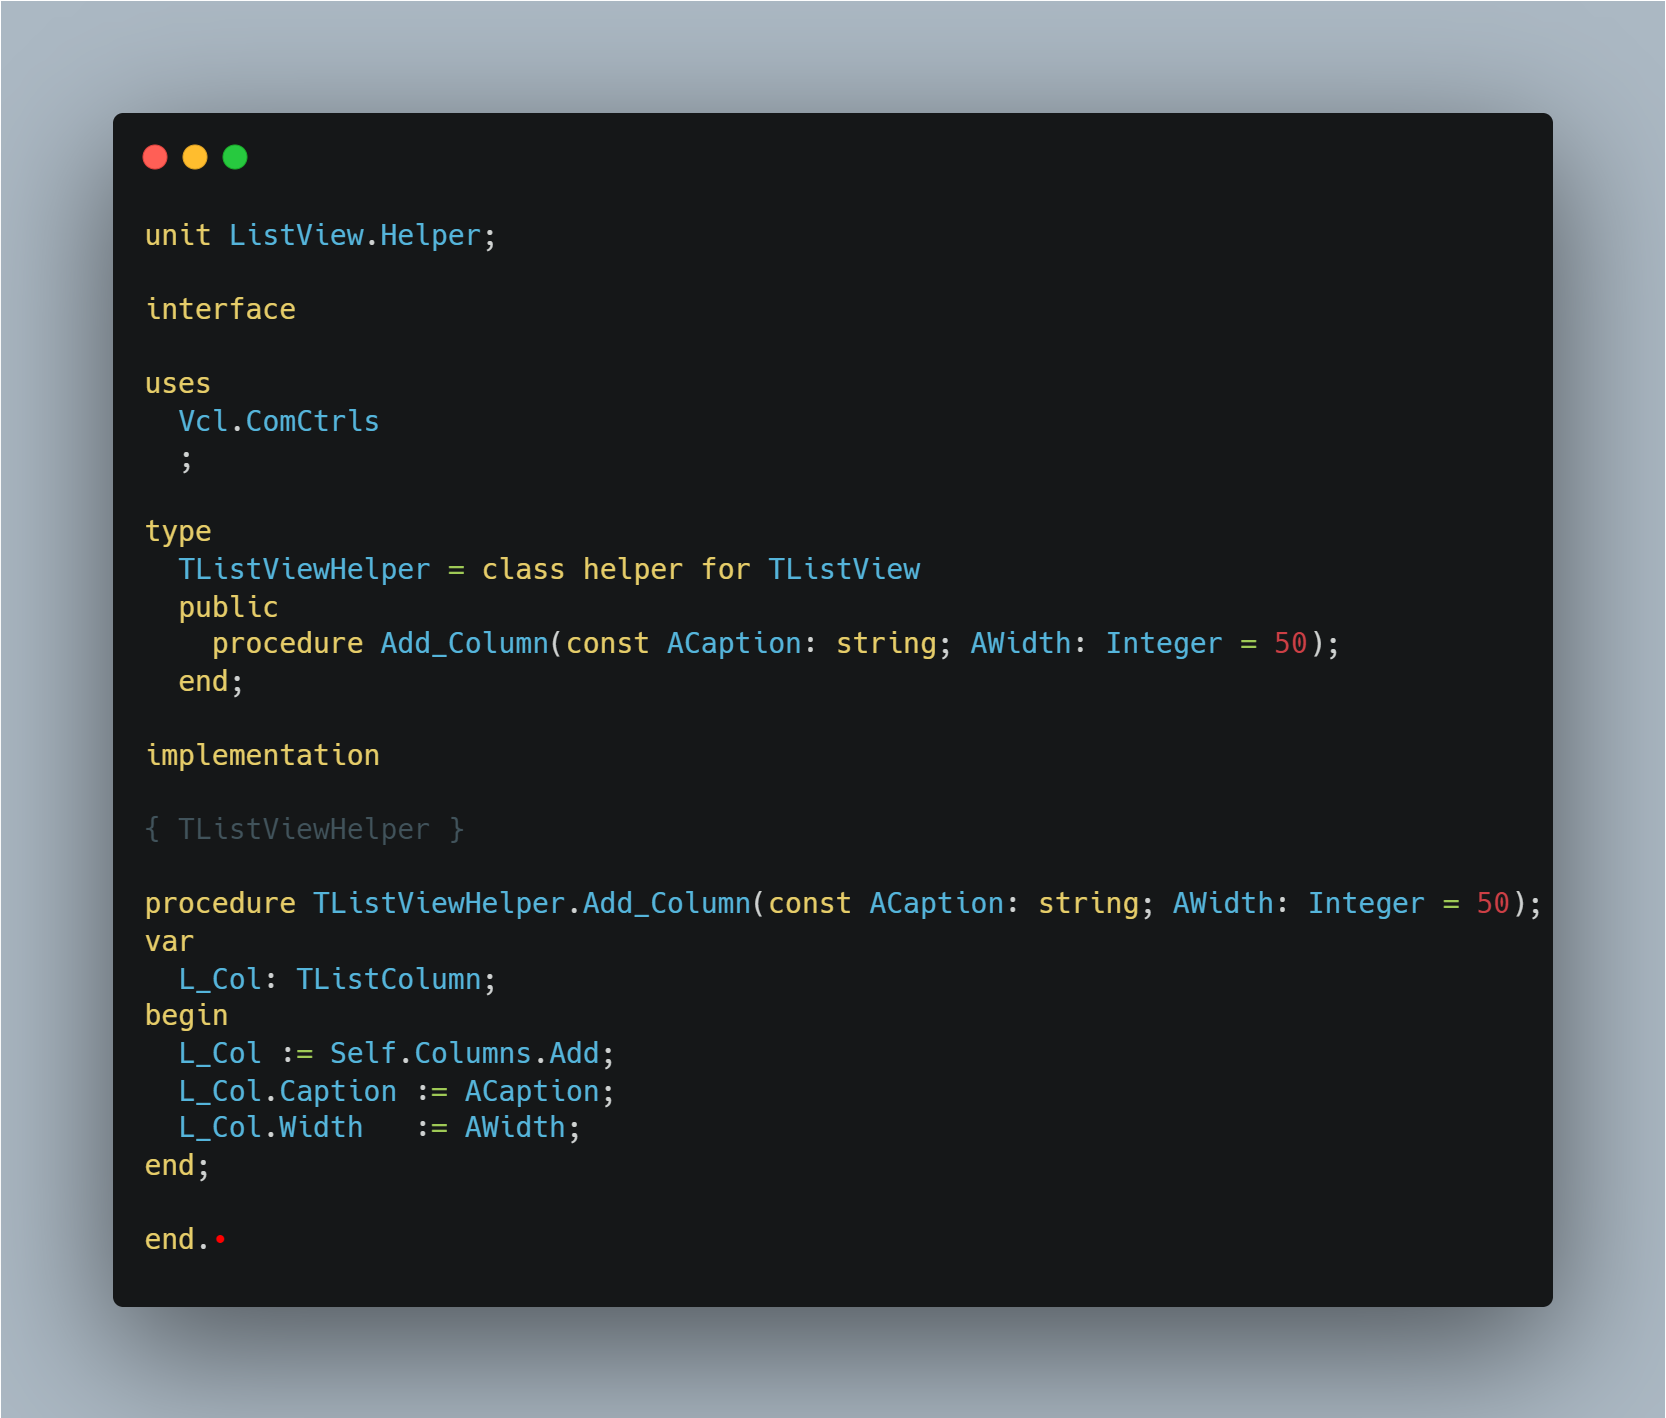 unit ListView.Helper;
interface
uses
  Vcl.ComCtrls
  ;
type
  TListViewHelper = class helper for TListView
  public
    procedure Add_Column(const ACaption: string; AWidth: Integer = 50);
  end;
implementation
{ TListViewHelper }
procedure TListViewHelper.Add_Column(const ACaption: string; AWidth: Integer = 50);
var
  L_Col: TListColumn;
begin
  L_Col := Self.Columns.Add;
  L_Col.Caption := ACaption;
  L_Col.Width   := AWidth;
end;
end.•